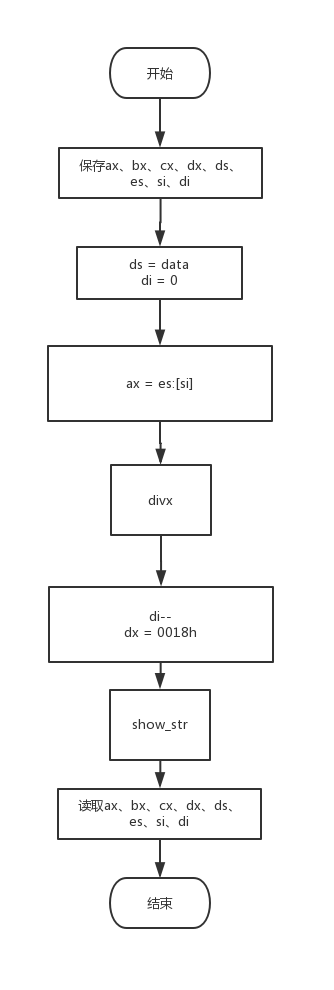 开始
保存ax、bx、cx、dx、ds、
es、si、di
ds = data
di = 0
ax = es:[si]
divx
di--
dx = 0018h
show_str
读取ax、bx、cx、dx、ds、
es、si、di
结束